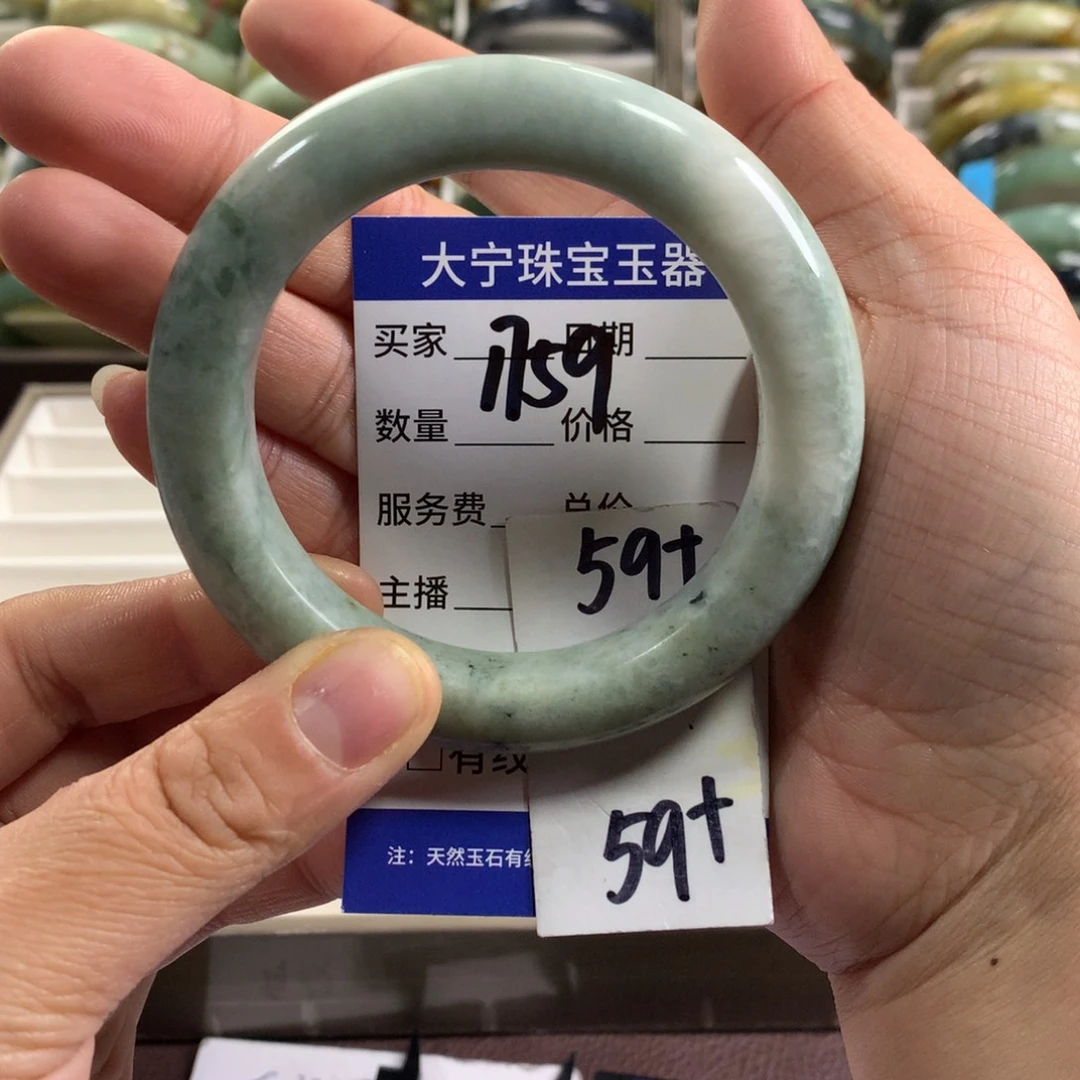 大宁珠宝玉器
买家 日期
1159
数量 价格
服务费 总价
59+
主播
有纹
59+
注：天然玉石有